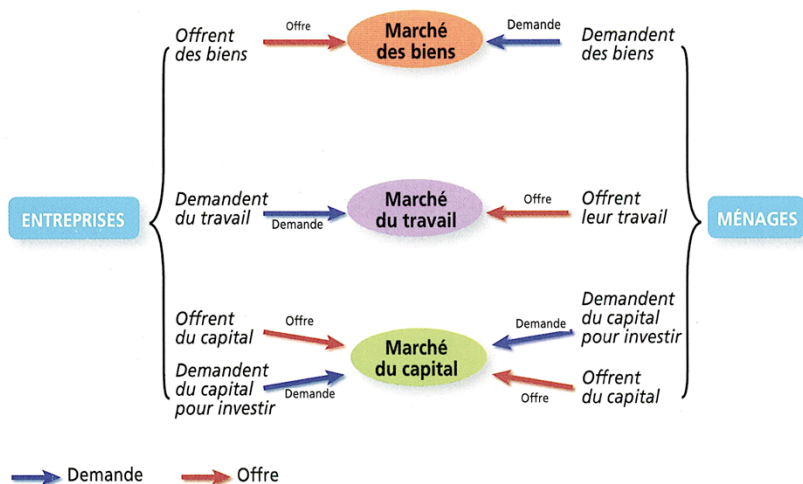 Offrent
des biens
Offre
Marché
des biens
Demande
Demandent
des biens
ENTREPRISES
Demandent
du travail
Demande
Marché
du travail
Offre
Offrent
leur travail
MÉNAGES
Offrent
du capital
Offre
Demandent
du capital
pour investir
Demande
Marché
du capital
Demande
Demandent
du capital
pour investir
Offre
Offrent
du capital
Demande
Offre